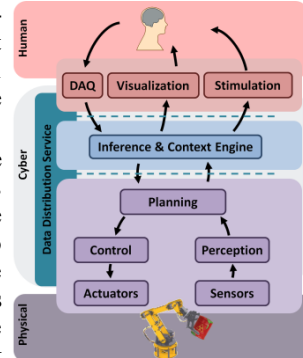 Human
DAQ
Visualization
Stimulation
Cyber
Data Distribution Service
Inference & Context Engine
Planning
Control
Perception
Actuators
Sensors
Physical